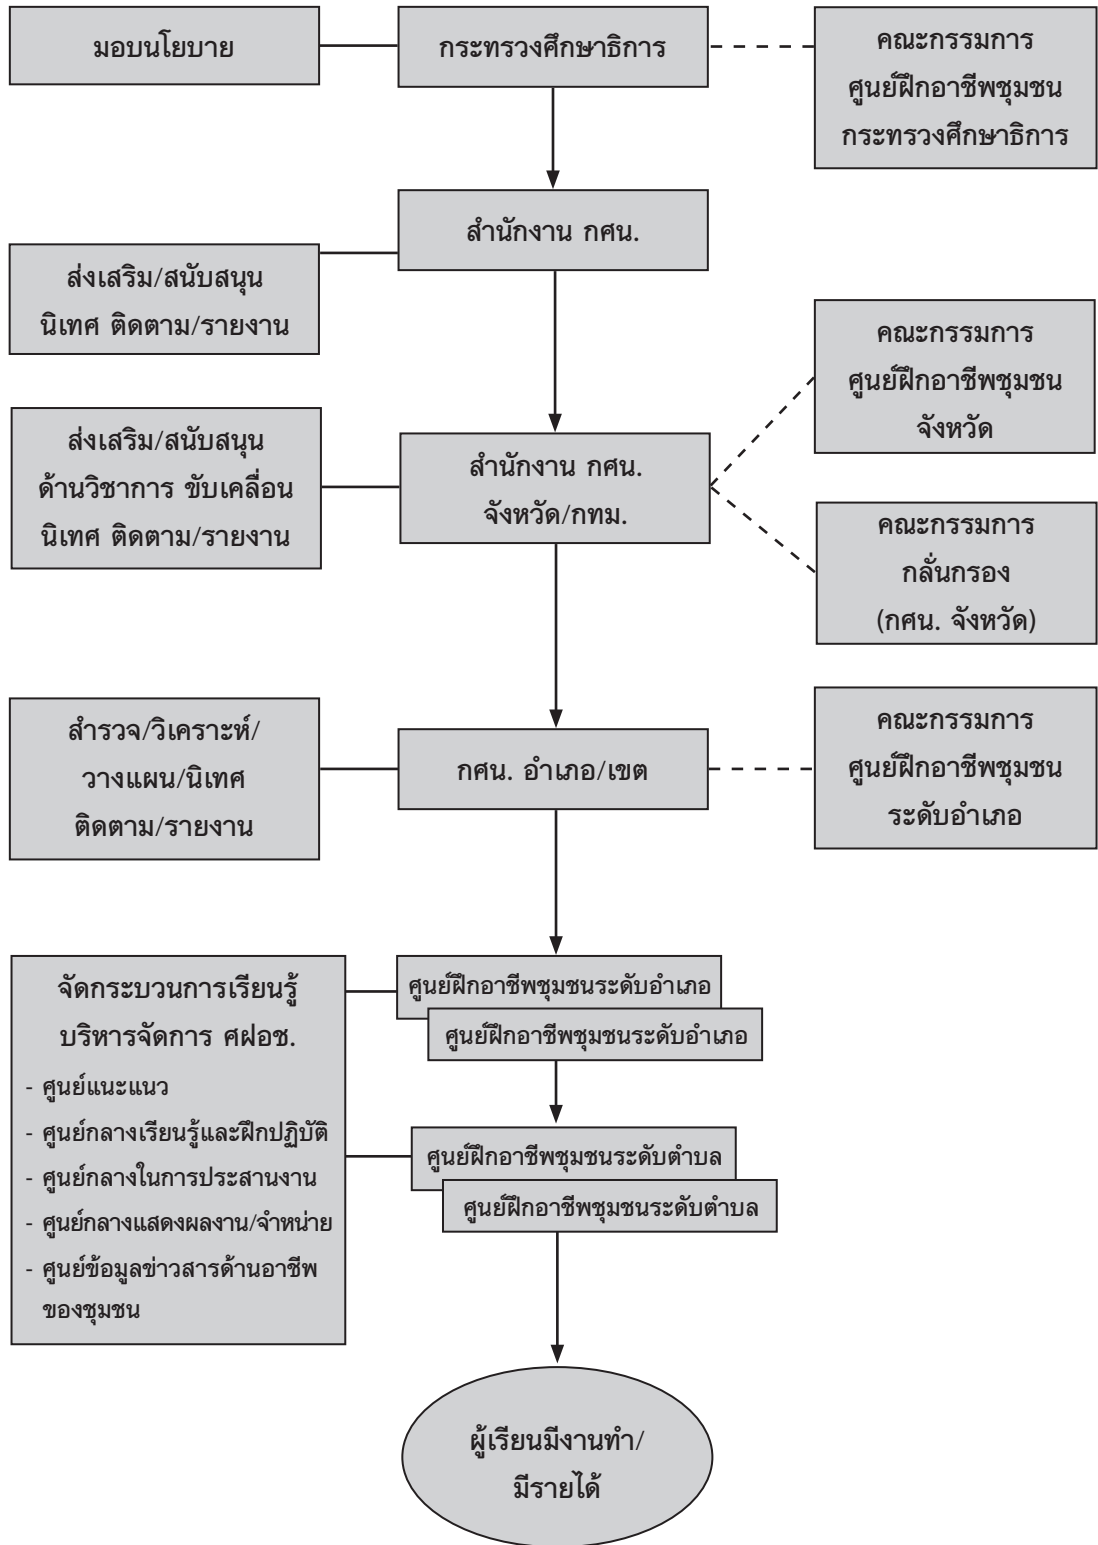 มอบนโยบาย
กระทรวงศึกษาธิการ
คณะกรรมการ
ศูนย์ฝึกอาชีพชุมชน
กระทรวงศึกษาธิการ
สำนักงาน กศน.
ส่งเสริม/สนับสนุน
นิเทศ ติดตาม/รายงาน
คณะกรรมการ
ศูนย์ฝึกอาชีพชุมชน
จังหวัด
ส่งเสริม/สนับสนุน
ด้านวิชาการ ขับเคลื่อน
นิเทศ ติดตาม/รายงาน
สำนักงาน กศน.
จังหวัด/กทม.
คณะกรรมการ
กลั่นกรอง
(กศน. จังหวัด)
สำรวจ/วิเคราะห์/
วางแผน/นิเทศ
ติดตาม/รายงาน
กศน. อำเภอ/เขต
คณะกรรมการ
ศูนย์ฝึกอาชีพชุมชน
ระดับอำเภอ
จัดกระบวนการเรียนรู้
บริหารจัดการ ศฝอช.
- ศูนย์แนะแนว
- ศูนย์กลางเรียนรู้และฝึกปฏิบัติ
- ศูนย์กลางในการประสานงาน
- ศูนย์กลางแสดงผลงาน/จำหน่าย
- ศูนย์ข้อมูลข่าวสารด้านอาชีพ
ของชุมชน
ศูนย์ฝึกอาชีพชุมชนระดับอำเภอ
ศูนย์ฝึกอาชีพชุมชนระดับอำเภอ
ศูนย์ฝึกอาชีพชุมชนระดับตำบล
ศูนย์ฝึกอาชีพชุมชนระดับตำบล
ผู้เรียนมีงานทำ/
มีรายได้